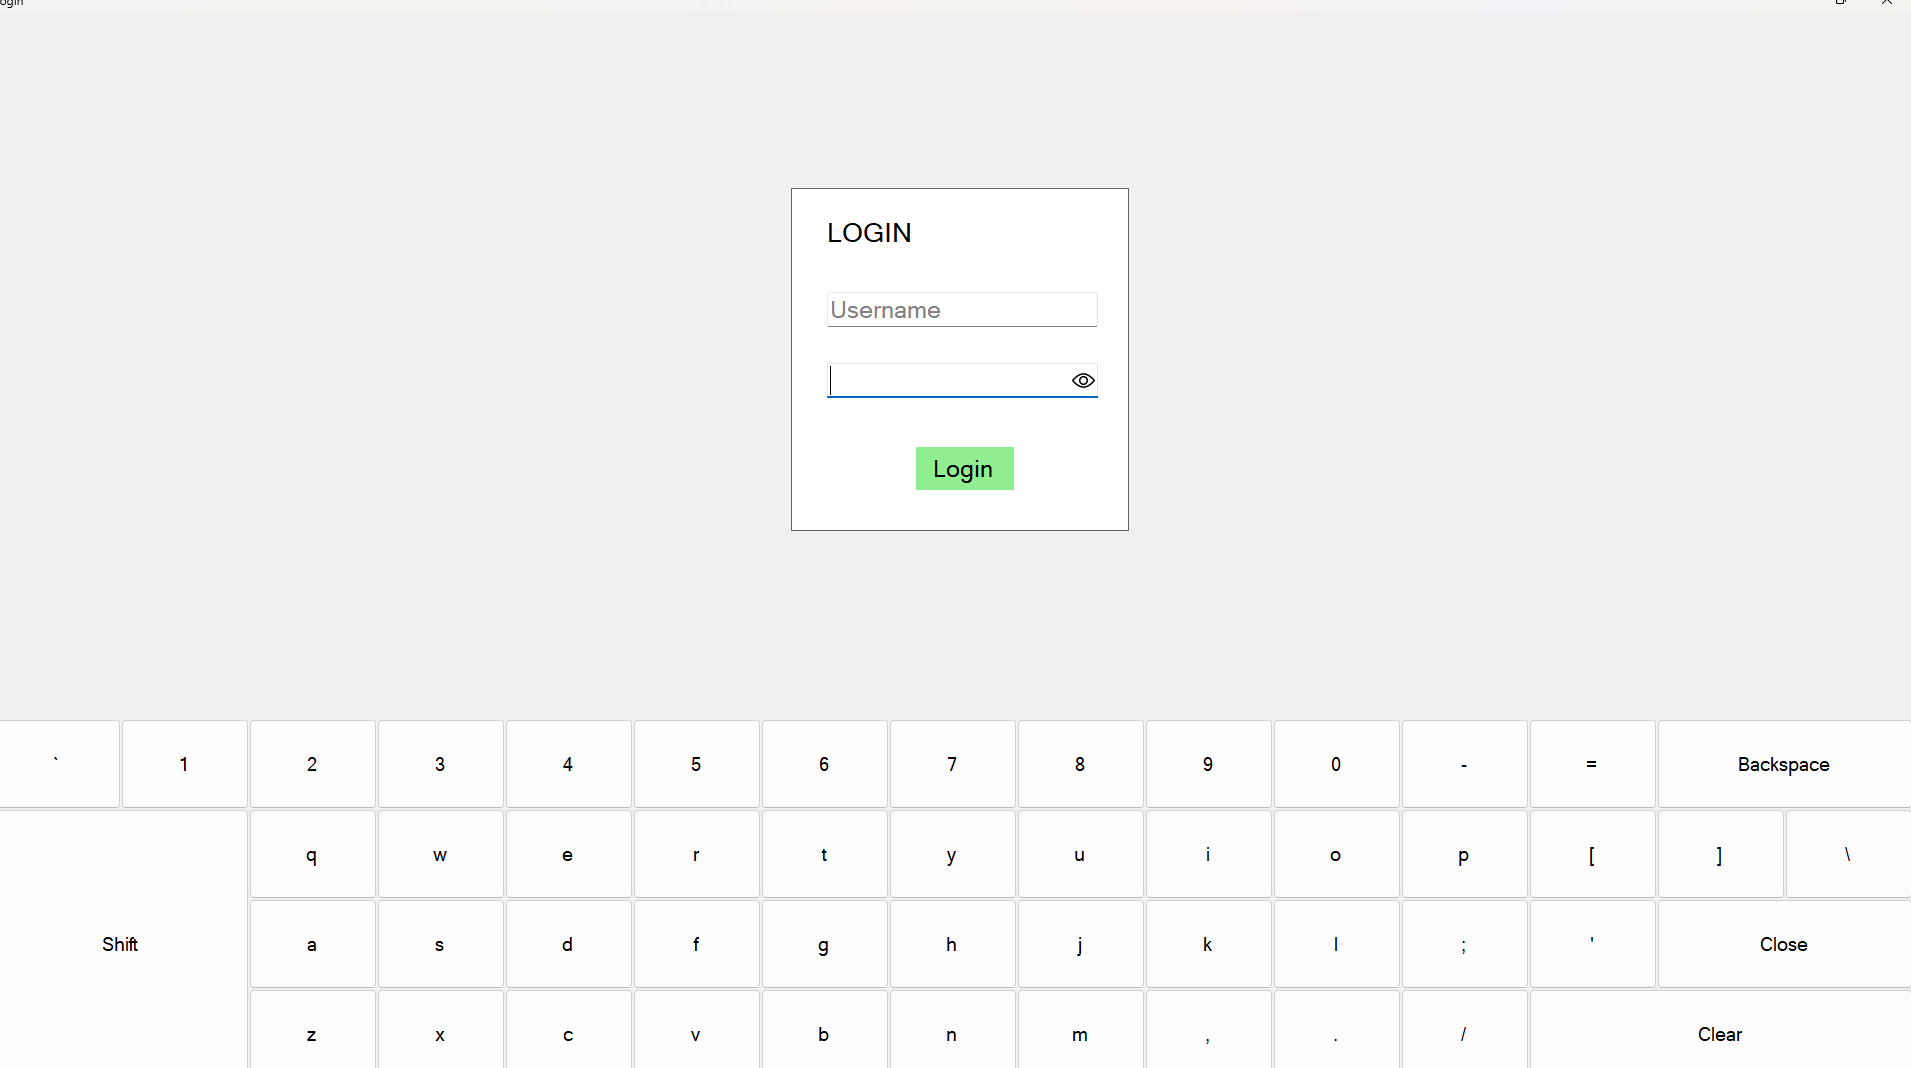 LOGIN
Username
Login
` 1 2 3 4 5 6 7 8 9 0 - = Backspace
q w e r t y u i o p [ ] \
Shift a s d f g h j k l ; ' Close
z x c v b n m , . / Clear